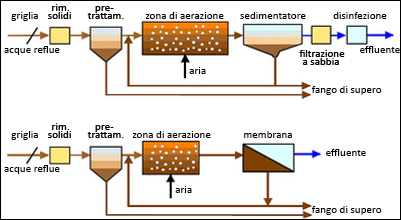 rim. solidi
pre-trattam.
griglia
zona di aerazione
sedimentatore
disinfezione
acque reflue
aria
filtrazione a sabbia
effluente
fango di supero
rim. solidi
pre-trattam.
griglia
zona di aerazione
membrana
acque reflue
effluente
aria
fango di supero